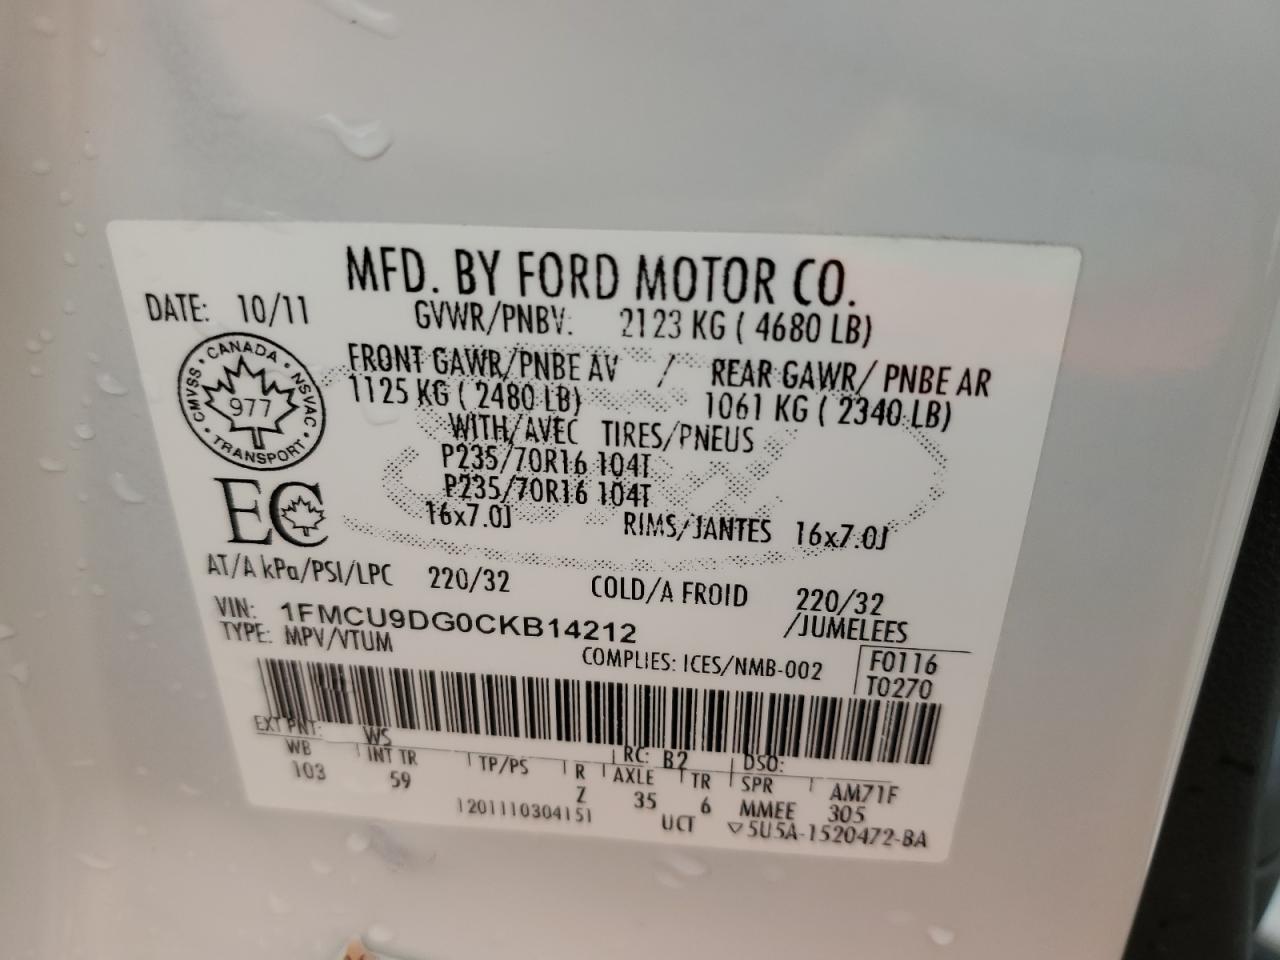 MFD. BY FORD MOTOR CO.
DATE: 10/11
GVWR/PNBV: 2123 KG ( 4680 LB)
FRONT GAWR/PNBE AV / REAR GAWR/ PNBE AR
1125 KG ( 2480 LB) 1061 KG ( 2340 LB)
WITH/AVEC TIRES/PNEUS
P235/70R16 104T
P235/70R16 104T
16x7.0J RIMS/JANTES 16x7.0J
CANADA
CMVSS • NSVAC
977
TRANSPORT
EC
AT/A kPa/PSI/LPC 220/32 COLD/A FROID 220/32
/JUMELEES
VIN: 1FMCU9DG0CKB14212
TYPE: MPV/VTUM
COMPLIES: ICES/NMB-002
F0116
T0270
EXT PNT: WS RC: B2 DSO:
WB INT TR TP/PS R AXLE TR SPR AM71F
103 59 Z 35 6 MMEE 305
1201110304151 UCT ▽5U5A-1520472-BA